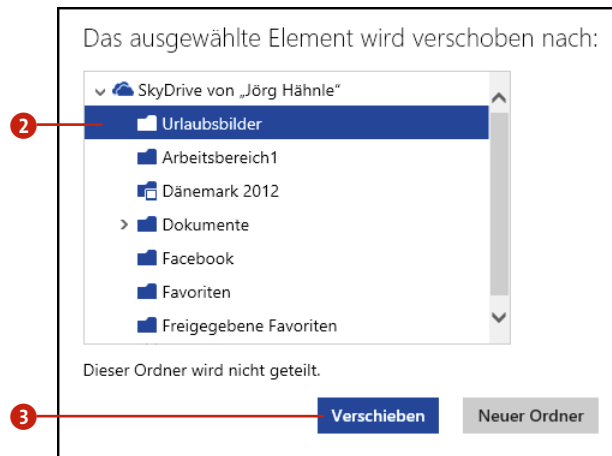 Das ausgewählte Element wird verschoben nach:
SkyDrive von „Jörg Hähnle“
2
Urlaubsbilder
Arbeitsbereich1
Dänemark 2012
Dokumente
Facebook
Favoriten
Freigegebene Favoriten
Dieser Ordner wird nicht geteilt.
3 Verschieben Neuer Ordner